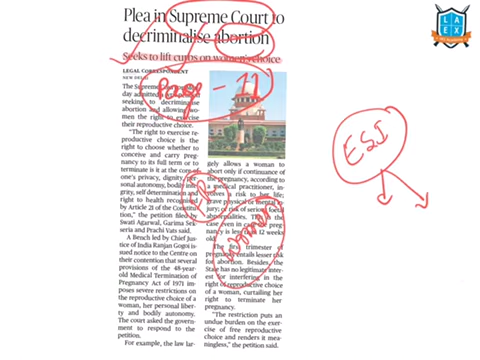 Plea in Supreme Court to
decriminalise abortion
Seeks to lift curbs on women's choice
LEGAL CORRESPONDENT
NEW DELHI
The Supreme
day admitted
seeking to decriminalise
abortion and allowing wo-
men the right to exercise
their reproductive choice.
"The right to exercise re-
productive choice is the
right to choose whether to
conceive and carry preg-
nancy to its full term or to
terminate is at the core of
one's privacy, dignity, per-
sonal autonomy, bodily integ-
rity, self determination and
right to health recognised
by Article 21 of the Constitu-
tion," the petition filed by
Swati Agarwal, Garima Sek-
seria and Prachi Vats said.
A Bench led by Chief Justice
of India Ranjan Gogoi is-
sued notice to the Centre on
their contention that several
provisions of the 48-year-
old Medical Termination of
Pregnancy Act of 1971 im-
poses severe restrictions on
the reproductive choice of a
woman, her personal liber-
ty and bodily autonomy.
The court asked the govern-
ment to respond to the
petition.
For example, the law lar-
gely allows a woman to
abort only if continuance of
the pregnancy, according to
a medical practitioner, in-
volves a risk to her life;
grave physical or mental in-
jury; or risk of serious foetal
abnormalities.
case even in
nancy is less than 12 weeks
old.
The first trimester of
pregnancy entails lesser risk
for abortion. Besides, the
State has no legitimate inter-
est for interfering in the
right of reproductive choice
of a woman, curtailing her
right to terminate her
pregnancy.
"The restriction puts an
undue burden on the exer-
cise of free reproductive
choice and renders it mea-
ningless," the petition said.
Page - 11
Women
ESI
LA
EX